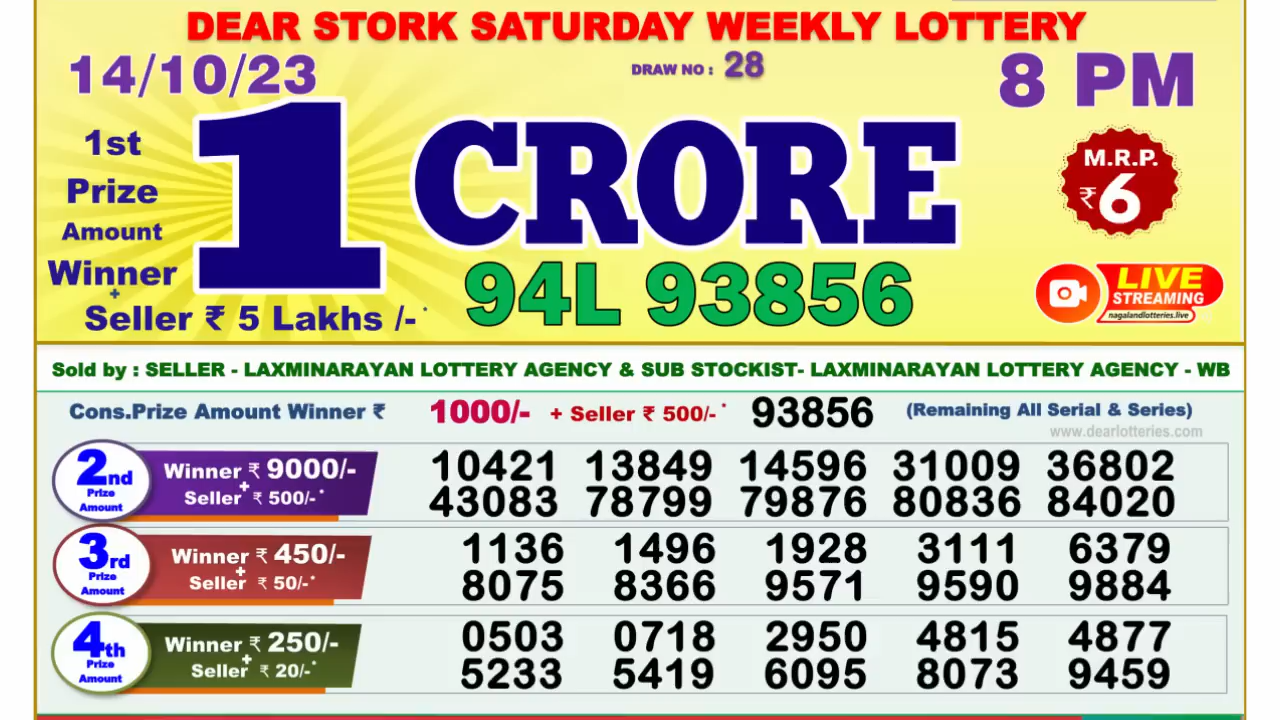 DEAR STORK SATURDAY WEEKLY LOTTERY
14/10/23
DRAW NO : 28
8 PM
1st
Prize
Amount
Winner
+
Seller ₹ 5 Lakhs /-*
1 CRORE
94L 93856
M.R.P.
₹6
LIVE
STREAMING
nagalandlotteries.live
Sold by : SELLER - LAXMINARAYAN LOTTERY AGENCY & SUB STOCKIST- LAXMINARAYAN LOTTERY AGENCY - WB
Cons.Prize Amount Winner ₹ 1000/- + Seller ₹ 500/-* 93856 (Remaining All Serial & Series)
www.dearlotteries.com
2nd
Prize
Amount
Winner ₹ 9000/-
+
Seller ₹ 500/-*
10421 13849 14596 31009 36802
43083 78799 79876 80836 84020
3rd
Prize
Amount
Winner ₹ 450/-
+
Seller ₹ 50/-*
1136 1496 1928 3111 6379
8075 8366 9571 9590 9884
4th
Prize
Amount
Winner ₹ 250/-
+
Seller ₹ 20/-*
0503 0718 2950 4815 4877
5233 5419 6095 8073 9459